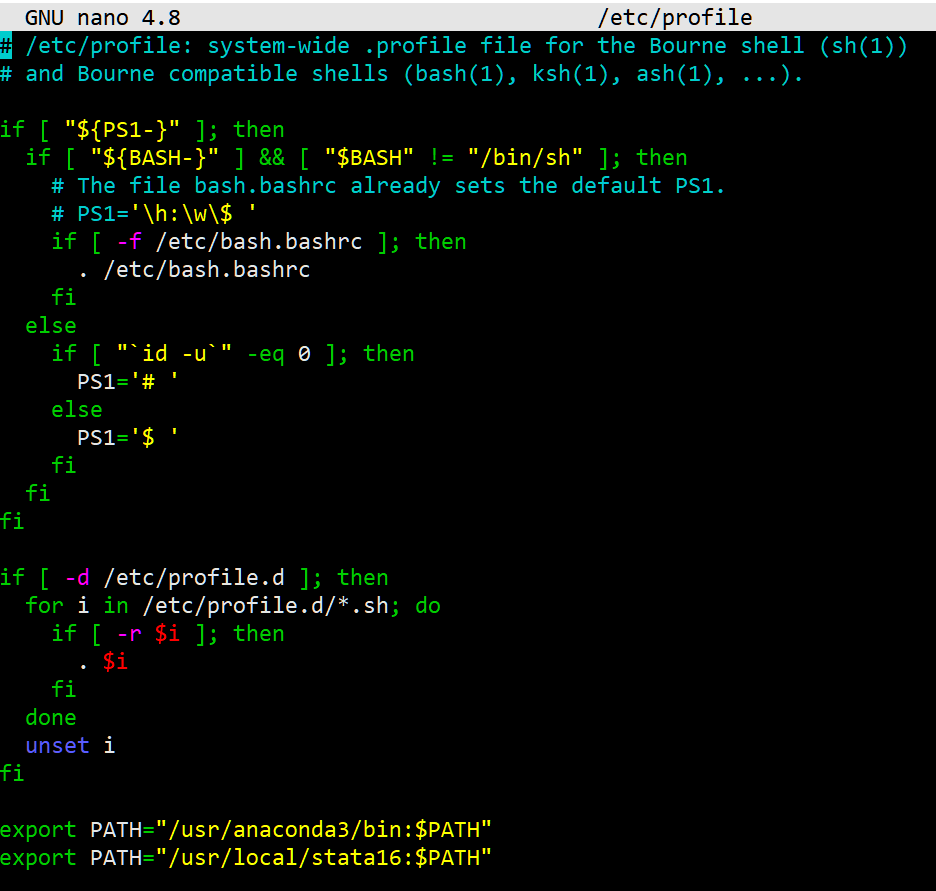 GNU nano 4.8 /etc/profile
# /etc/profile: system-wide .profile file for the Bourne shell (sh(1))
# and Bourne compatible shells (bash(1), ksh(1), ash(1), ...).

if [ "${PS1-}" ]; then
  if [ "${BASH-}" ] && [ "$BASH" != "/bin/sh" ]; then
    # The file bash.bashrc already sets the default PS1.
    # PS1='\h:\w\$ '
    if [ -f /etc/bash.bashrc ]; then
      . /etc/bash.bashrc
    fi
  else
    if [ "`id -u`" -eq 0 ]; then
      PS1='# '
    else
      PS1='$ '
    fi
  fi
fi

if [ -d /etc/profile.d ]; then
  for i in /etc/profile.d/*.sh; do
    if [ -r $i ]; then
      . $i
    fi
  done
  unset i
fi

export PATH="/usr/anaconda3/bin:$PATH"
export PATH="/usr/local/stata16:$PATH"